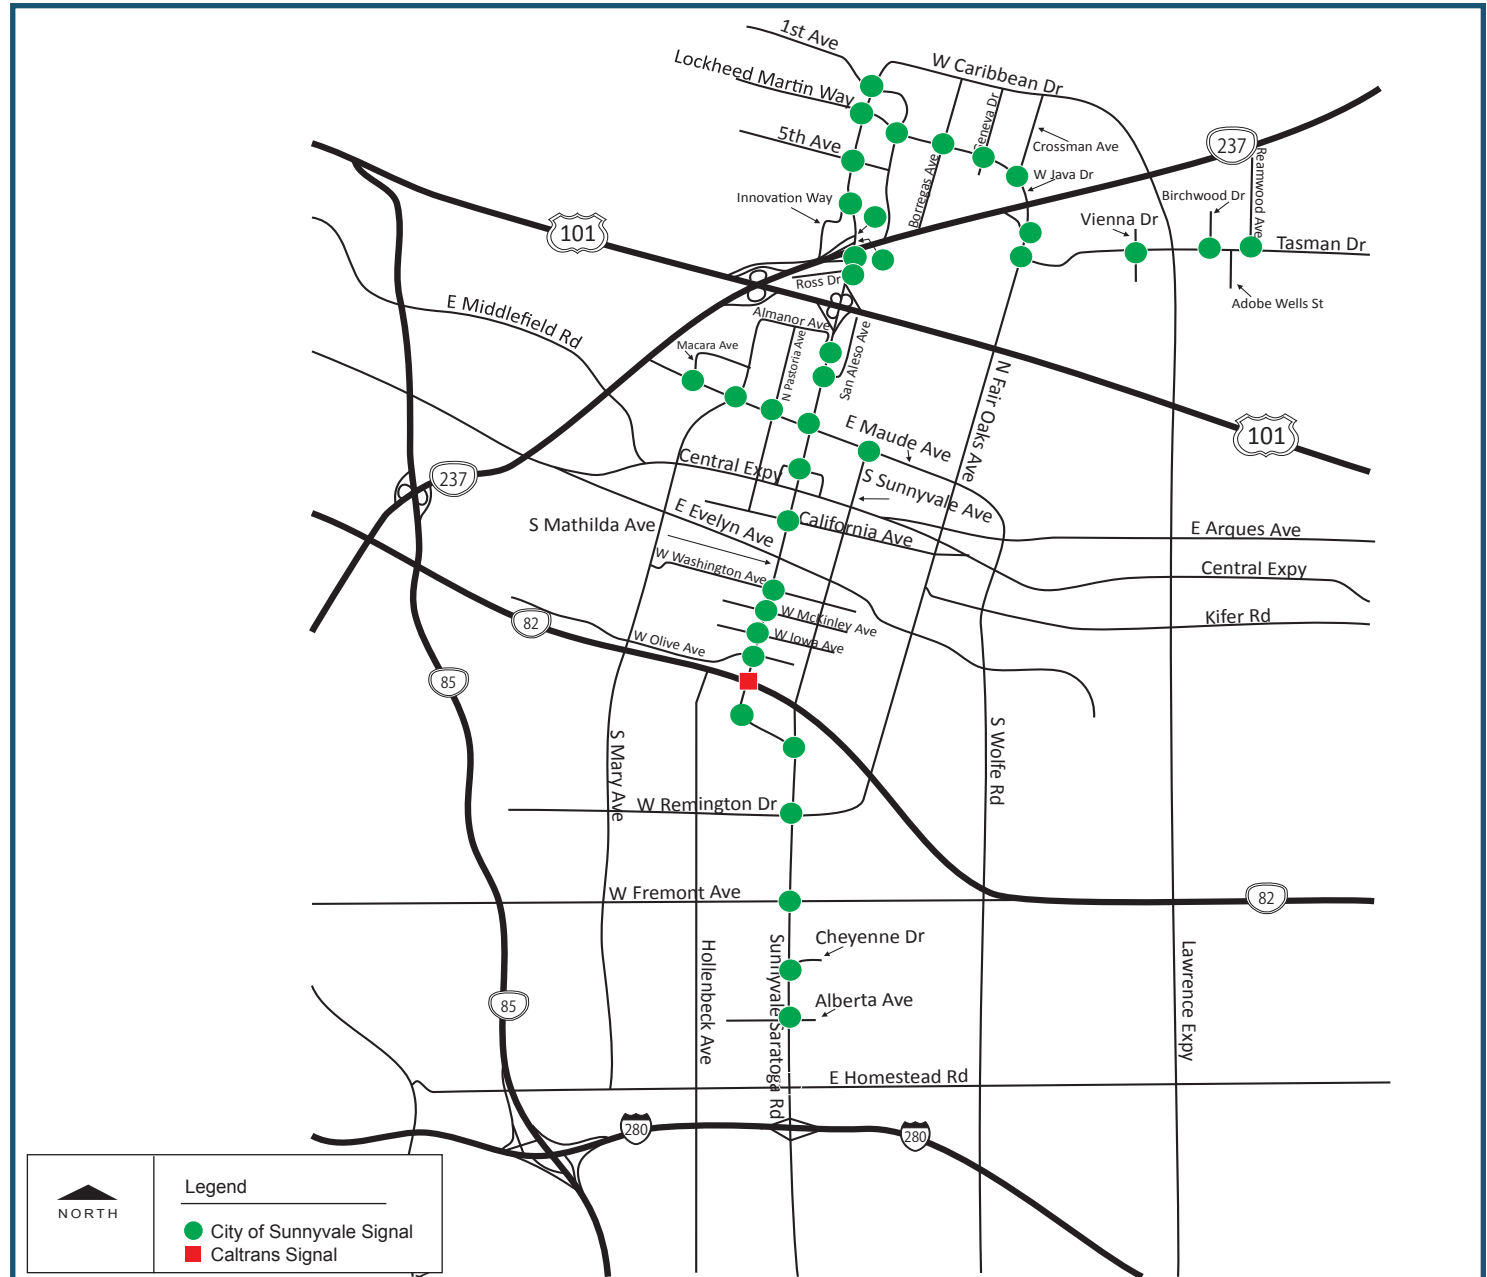 1st Ave
W Caribbean Dr
Lockheed Martin Way
Geneva Dr
Crossman Ave
5th Ave
237
Reamwood Ave
W Java Dr
Borregas Ave
Birchwood Dr
Innovation Way
Vienna Dr
101
Tasman Dr
Ross Dr
Adobe Wells St
E Middlefield Rd
Almanor Ave
Macara Ave
N Pastoria Ave
San Aleso Ave
N Fair Oaks Ave
E Maude Ave
101
Central Expy
237
S Sunnyvale Ave
S Mathilda Ave
E Evelyn Ave
California Ave
E Arques Ave
W Washington Ave
Central Expy
W McKinley Ave
Kifer Rd
82
W Olive Ave
W Iowa Ave
85
S Mary Ave
S Wolfe Rd
W Remington Dr
W Fremont Ave
82
Cheyenne Dr
Hollenbeck Ave
Sunnyvale Saratoga Rd
Lawrence Expy
85
Alberta Ave
E Homestead Rd
280
280
NORTH
Legend
City of Sunnyvale Signal
Caltrans Signal